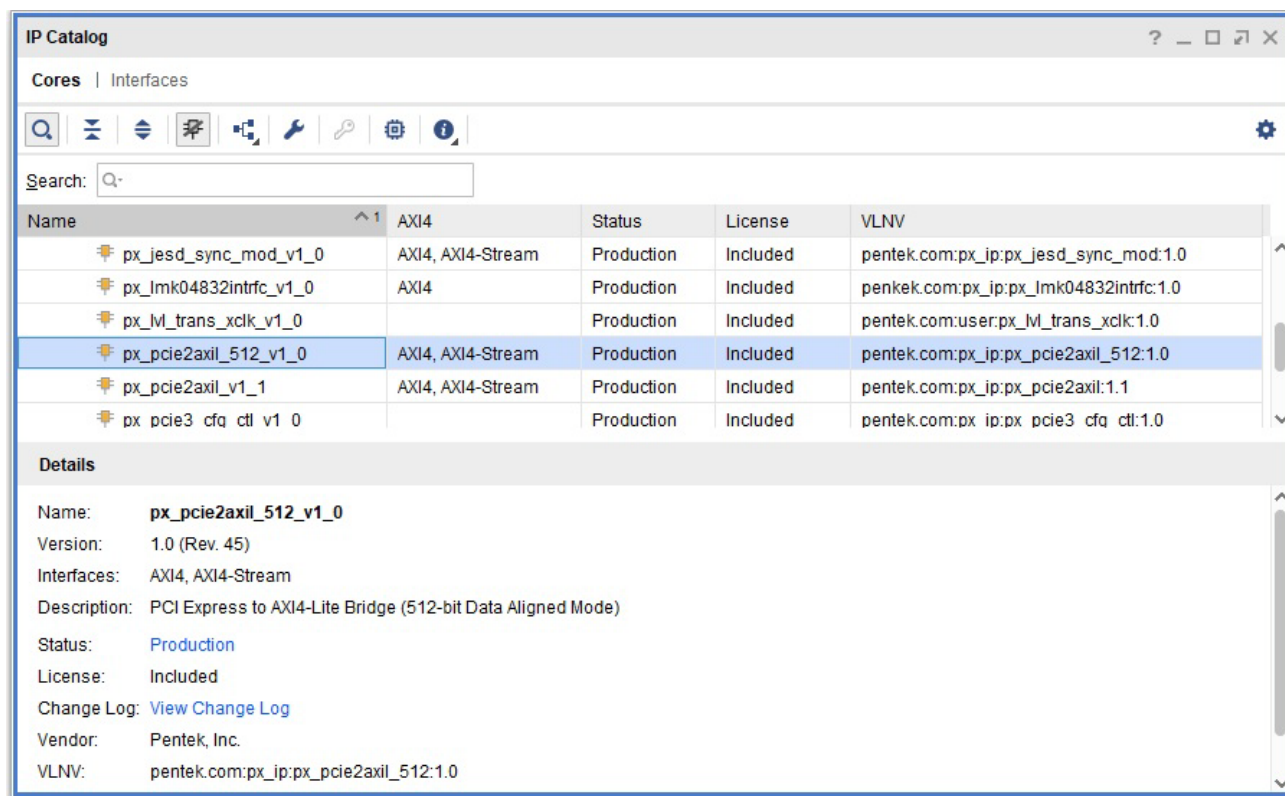 IP Catalog
Cores | Interfaces
Search:
Name 1 AXI4 Status License VLNV
px_jesd_sync_mod_v1_0 AXI4, AXI4-Stream Production Included pentek.com:px_ip:px_jesd_sync_mod:1.0
px_lmk04832intrfc_v1_0 AXI4 Production Included penkek.com:px_ip:px_lmk04832intrfc:1.0
px_lvl_trans_xclk_v1_0 Production Included pentek.com:user:px_lvl_trans_xclk:1.0
px_pcie2axil_512_v1_0 AXI4, AXI4-Stream Production Included pentek.com:px_ip:px_pcie2axil_512:1.0
px_pcie2axil_v1_1 AXI4, AXI4-Stream Production Included pentek.com:px_ip:px_pcie2axil:1.1
px_pcie3_cfg_ctl_v1_0 Production Included pentek.com:px_ip:px_pcie3_cfg_ctl:1.0
Details
Name: px_pcie2axil_512_v1_0
Version: 1.0 (Rev. 45)
Interfaces: AXI4, AXI4-Stream
Description: PCI Express to AXI4-Lite Bridge (512-bit Data Aligned Mode)
Status: Production
License: Included
Change Log: View Change Log
Vendor: Pentek, Inc.
VLNV: pentek.com:px_ip:px_pcie2axil_512:1.0